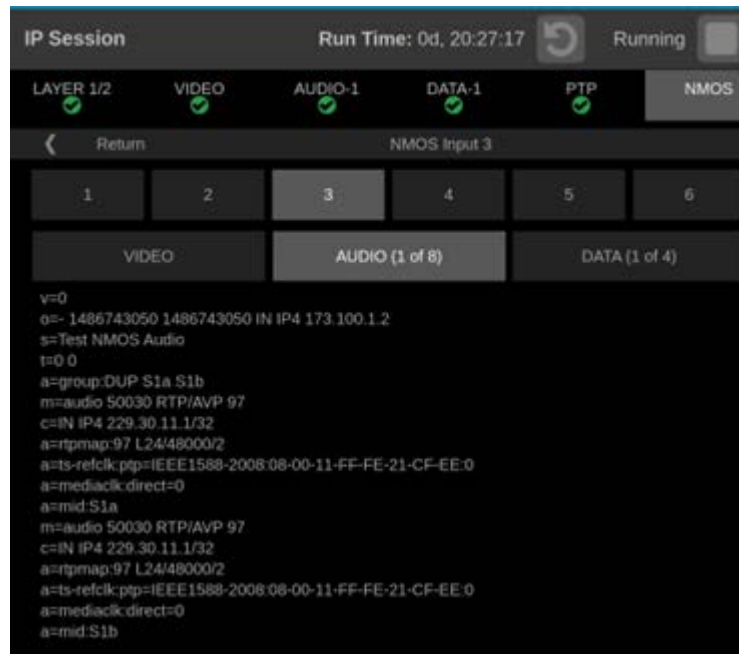 IP Session Run Time: 0d, 20:27:17 Running
LAYER 1/2 VIDEO AUDIO-1 DATA-1 PTP NMOS
Return NMOS Input 3
1 2 3 4 5 6
VIDEO AUDIO (1 of 8) DATA (1 of 4)
v=0
o=- 1486743050 1486743050 IN IP4 173.100.1.2
s=Test NMOS Audio
t=0 0
a=group:DUP S1a S1b
m=audio 50030 RTP/AVP 97
c=IN IP4 229.30.11.1/32
a=rtpmap:97 L24/48000/2
a=ts-refclk:ptp=IEEE1588-2008:08-00-11-FF-FE-21-CF-EE:0
a=mediaclk:direct=0
a=mid:S1a
m=audio 50030 RTP/AVP 97
c=IN IP4 229.30.11.1/32
a=rtpmap:97 L24/48000/2
a=ts-refclk:ptp=IEEE1588-2008:08-00-11-FF-FE-21-CF-EE:0
a=mediaclk:direct=0
a=mid:S1b